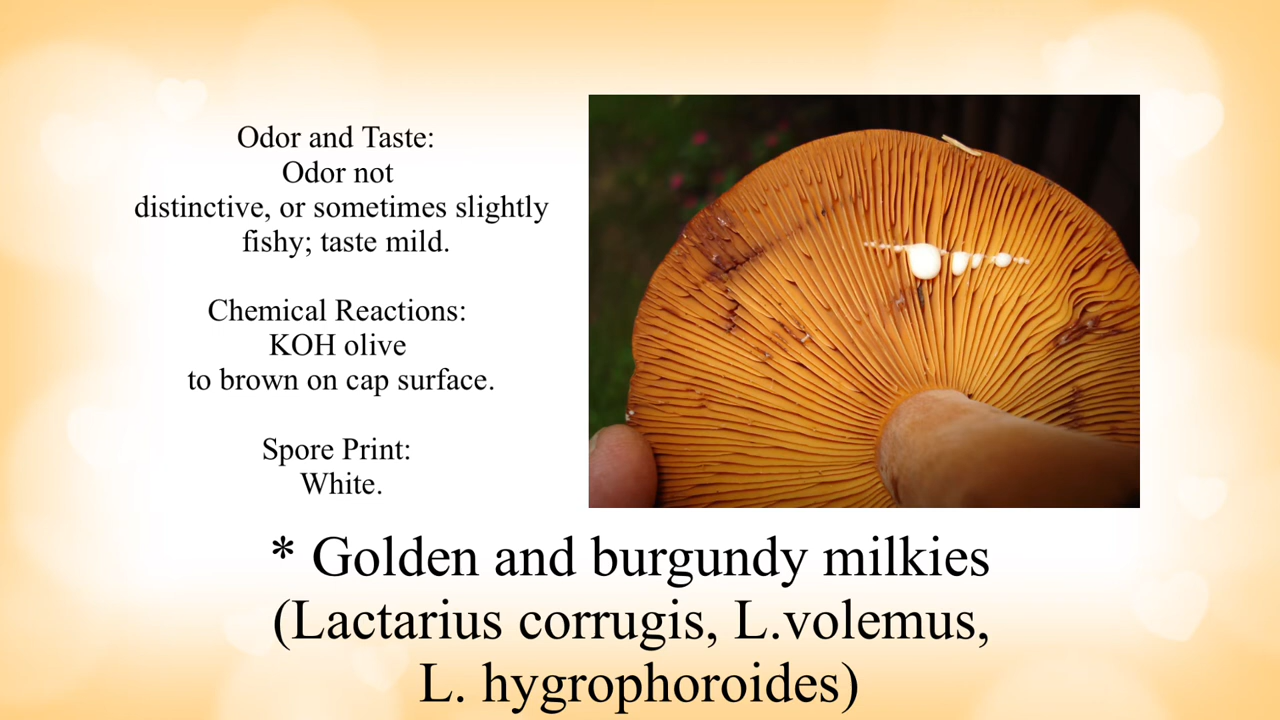 Odor and Taste:
Odor not
distinctive, or sometimes slightly
fishy; taste mild.
Chemical Reactions:
KOH olive
to brown on cap surface.
Spore Print:
White.
* Golden and burgundy milkies
(Lactarius corrugis, L.volemus,
L. hygrophoroides)